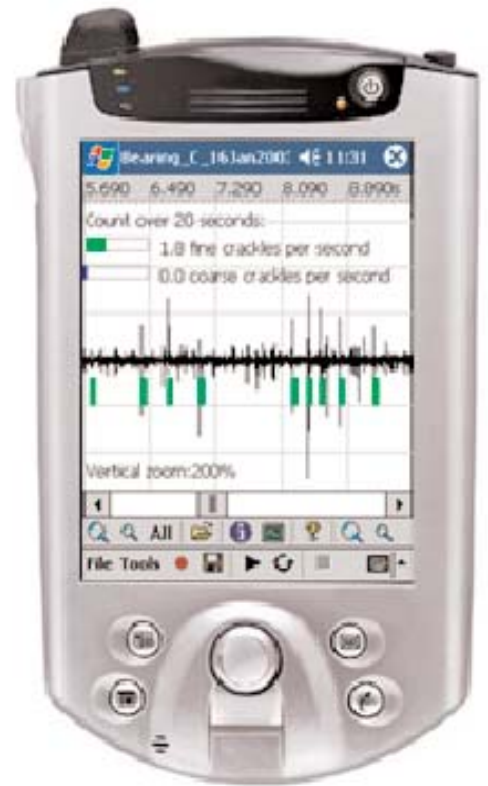 Bearing_C_16Jan200 11:31
5.690 6.490 7.290 8.090 8.890s
Count over 20 seconds:
1.8 fine crackles per second
0.0 coarse crackles per second
Vertical zoom:200%
All
File Tools